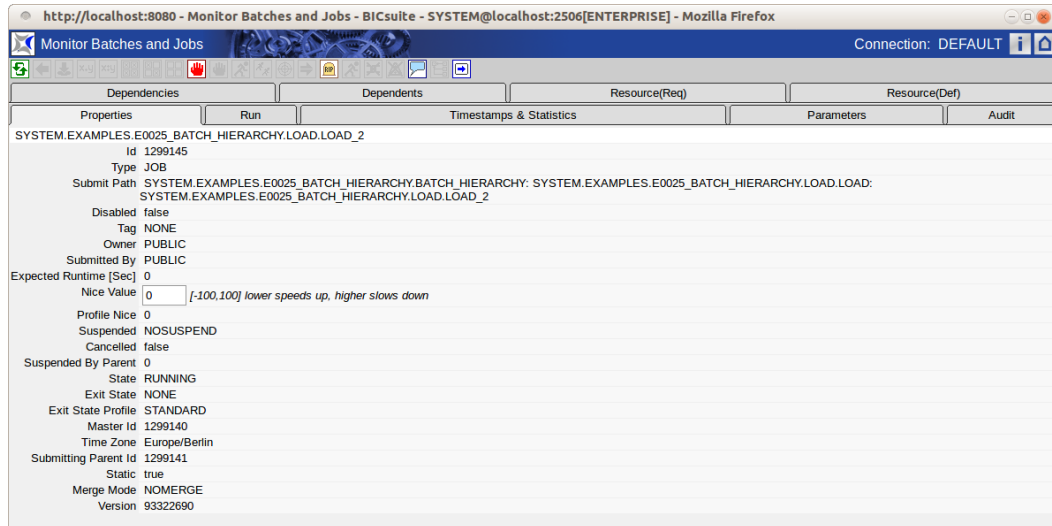 http://localhost:8080 - Monitor Batches and Jobs - BICsuite - SYSTEM@localhost:2506[ENTERPRISE] - Mozilla Firefox
Monitor Batches and Jobs Connection: DEFAULT
RIP
Dependencies Dependents Resource(Req) Resource(Def)
Properties Run Timestamps & Statistics Parameters Audit
SYSTEM.EXAMPLES.E0025_BATCH_HIERARCHY.LOAD.LOAD_2
Id 1299145
Type JOB
Submit Path SYSTEM.EXAMPLES.E0025_BATCH_HIERARCHY.BATCH_HIERARCHY: SYSTEM.EXAMPLES.E0025_BATCH_HIERARCHY.LOAD.LOAD:
SYSTEM.EXAMPLES.E0025_BATCH_HIERARCHY.LOAD.LOAD_2
Disabled false
Tag NONE
Owner PUBLIC
Submitted By PUBLIC
Expected Runtime [Sec] 0
Nice Value 0 [-100,100] lower speeds up, higher slows down
Profile Nice 0
Suspended NOSUSPEND
Cancelled false
Suspended By Parent 0
State RUNNING
Exit State NONE
Exit State Profile STANDARD
Master Id 1299140
Time Zone Europe/Berlin
Submitting Parent Id 1299141
Static true
Merge Mode NOMERGE
Version 93322690